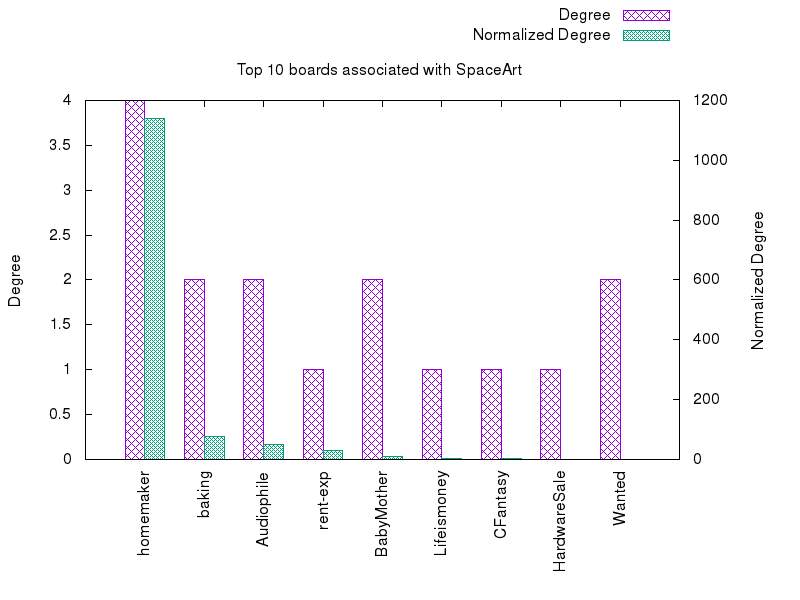 Degree
Normalized Degree
Top 10 boards associated with SpaceArt
4
3.5
3
2.5
2
1.5
1
0.5
0
1200
1000
800
600
400
200
0
Degree
Normalized Degree
homemaker
baking
Audiophile
rent-exp
BabyMother
Lifeismoney
CFantasy
HardwareSale
Wanted